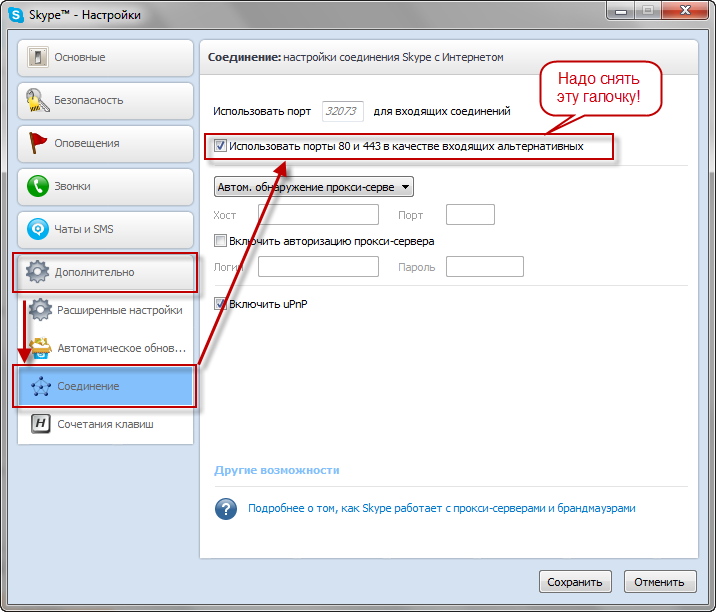 Skype™ - Настройки
Основные
Безопасность
Оповещения
Звонки
Чаты и SMS
Дополнительно
Расширенные настройки
Автоматическое обнов...
Соединение
Сочетания клавиш
Соединение: настройки соединения Skype с Интернетом
Надо снять
эту галочку!
Использовать порт 32073 для входящих соединений
Использовать порты 80 и 443 в качестве входящих альтернативных
Автом. обнаружение прокси-серве
Хост Порт
Включить авторизацию прокси-сервера
Логин Пароль
Включить uPnP
Другие возможности
Подробнее о том, как Skype работает с прокси-серверами и брандмауэрами
Сохранить Отменить